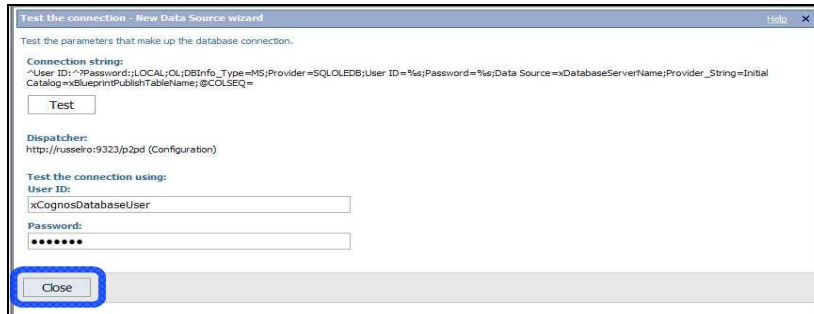 Test the connection - New Data Source wizard
Help ×
Test the parameters that make up the database connection.
Connection string:
^User ID:^?Password:;LOCAL;OL;DBInfo_Type=MS;Provider=SQLOLEDB;User ID=%s;Password=%s;Data Source=xDatabaseServerName;Provider_String=Initial
Catalog=xBlueprintPublishTableName;@COLSEQ=
Test
Dispatcher:
http://russelro:9323/p2pd (Configuration)
Test the connection using:
User ID:
xCognosDatabaseUser
Password:
●●●●●●●
Close